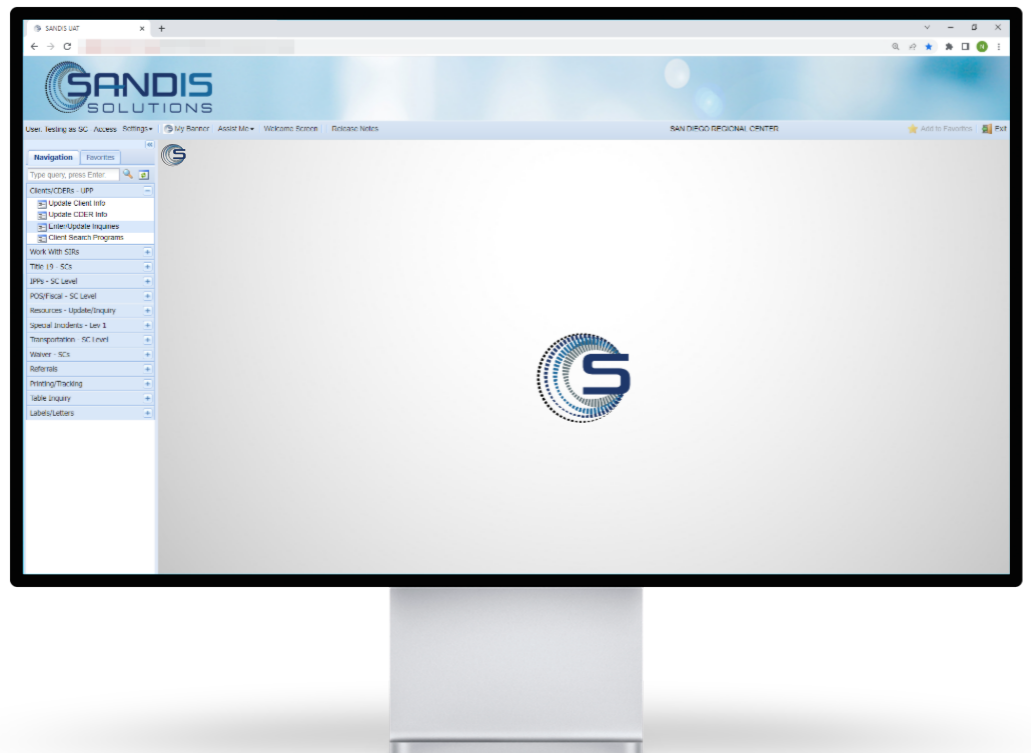 SANDIS UAT
SANDIS
SOLUTIONS
User: Testing as SC Access Settings My Banner Assist Me Welcome Screen Release Notes SAN DIEGO REGIONAL CENTER Add to Favorites Exit
Navigation Favorites
Type query, press Enter.
Clients/CDERs - UPP
Update Client Info
Update CDER Info
Enter/Update Inquiries
Client Search Programs
Work With SIRs
Title 19 - SCs
IPPs - SC Level
POS/Fiscal - SC Level
Resources - Update/Inquiry
Special Incidents - Lev 1
Transportation - SC Level
Waiver - SCs
Referrals
Printing/Tracking
Table Inquiry
Labels/Letters
S
S
N